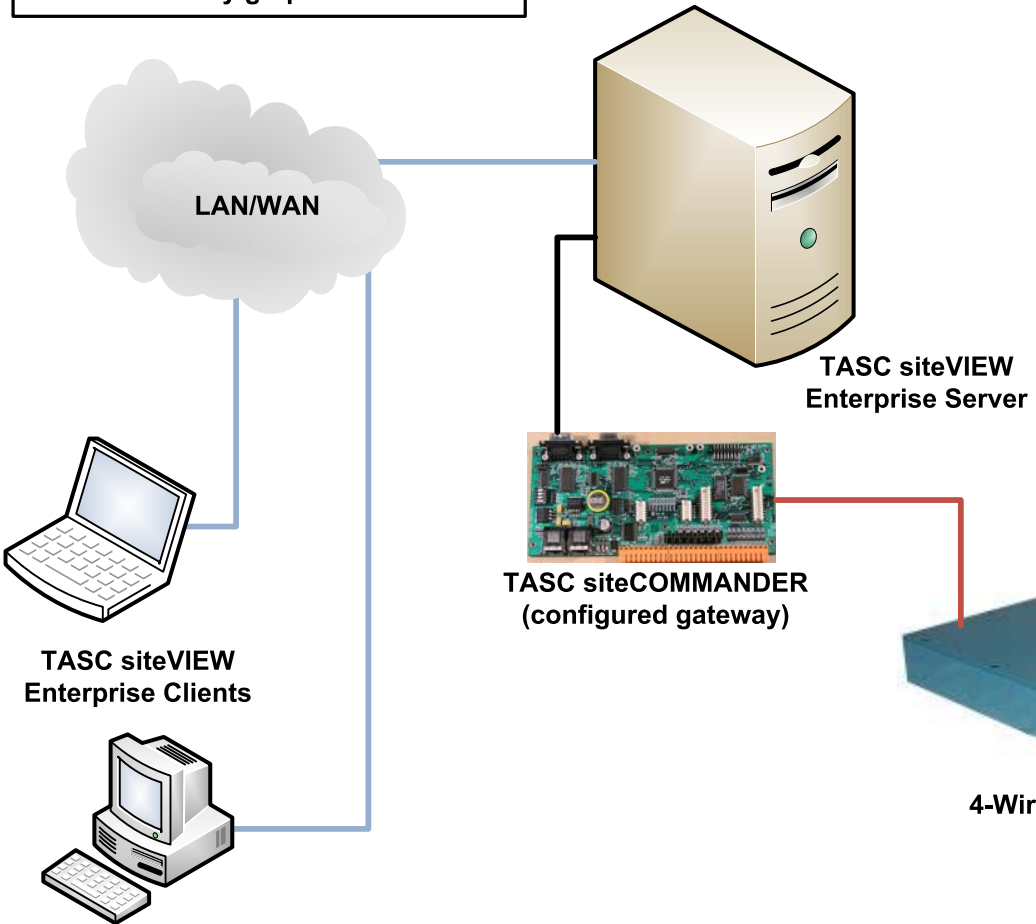 LAN/WAN
TASC siteVIEW
Enterprise Server
TASC siteCOMMANDER
(configured gateway)
TASC siteVIEW
Enterprise Clients